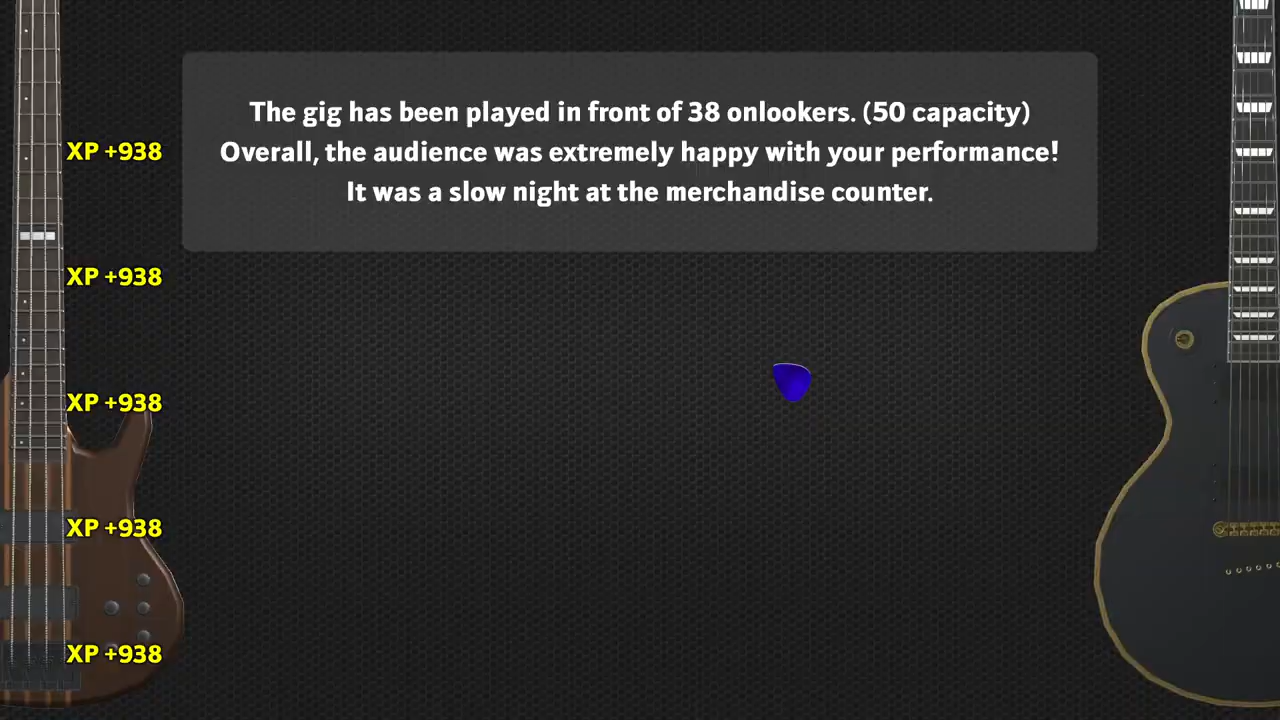 The gig has been played in front of 38 onlookers. (50 capacity)
Overall, the audience was extremely happy with your performance!
It was a slow night at the merchandise counter.
XP +938
XP +938
XP +938
XP +938
XP +938